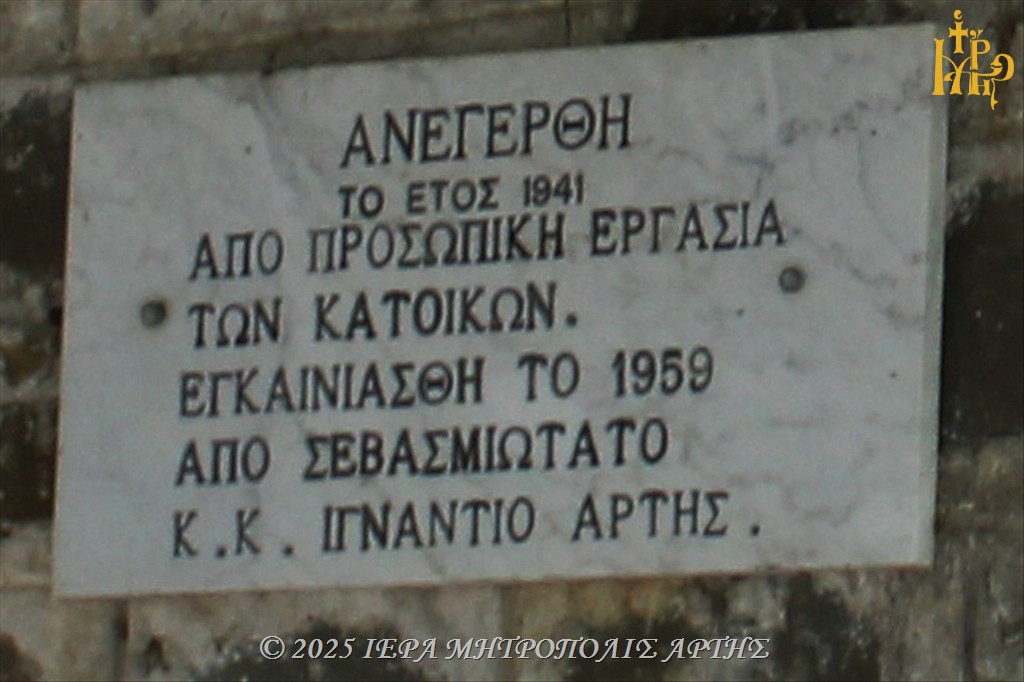 ΑΝΕΓΕΡΘΗ
ΤΟ ΕΤΟΣ 1941
ΑΠΟ ΠΡΟΣΩΠΙΚΗ ΕΡΓΑΣΙΑ
ΤΩΝ ΚΑΤΟΙΚΩΝ.
ΕΓΚΑΙΝΙΑΣΘΗ ΤΟ 1959
ΑΠΟ ΣΕΒΑΣΜΙΩΤΑΤΟ
Κ.Κ. ΙΓΝΑΝΤΙΟ ΑΡΤΗΣ.
© 2025 ΙΕΡΑ ΜΗΤΡΟΠΟΛΙΣ ΑΡΤΗΣ